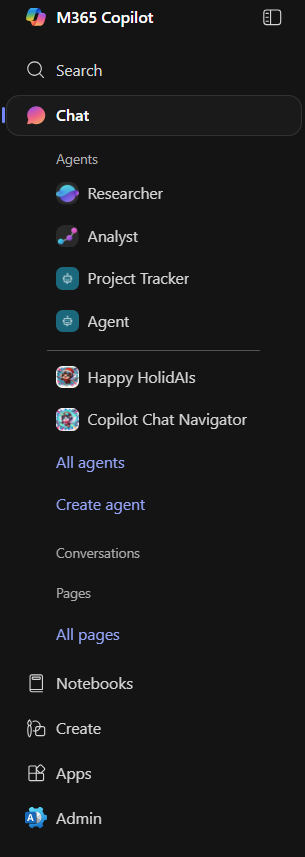 M365 Copilot
Search
Chat
Agents
Researcher
Analyst
Project Tracker
Agent
Happy HolidAIs
Copilot Chat Navigator
All agents
Create agent
Conversations
Pages
All pages
Notebooks
Create
Apps
Admin